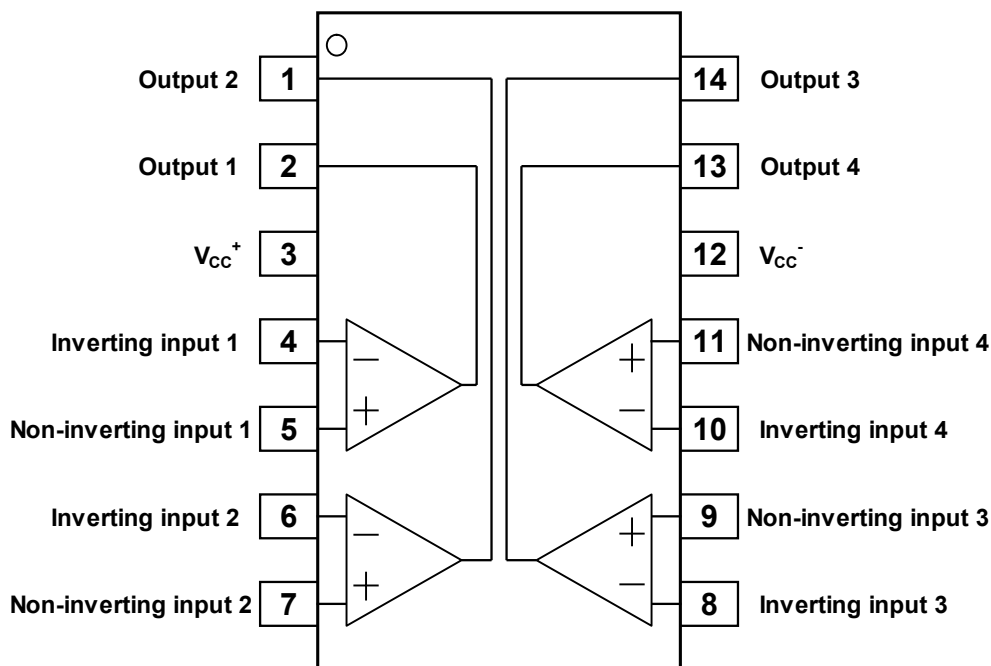 Output 2 1 14 Output 3
Output 1 2 13 Output 4
VCC+ 3 12 VCC-
Inverting input 1 4 − + 11 Non-inverting input 4
Non-inverting input 1 5 + − 10 Inverting input 4
Inverting input 2 6 − + 9 Non-inverting input 3
Non-inverting input 2 7 + − 8 Inverting input 3